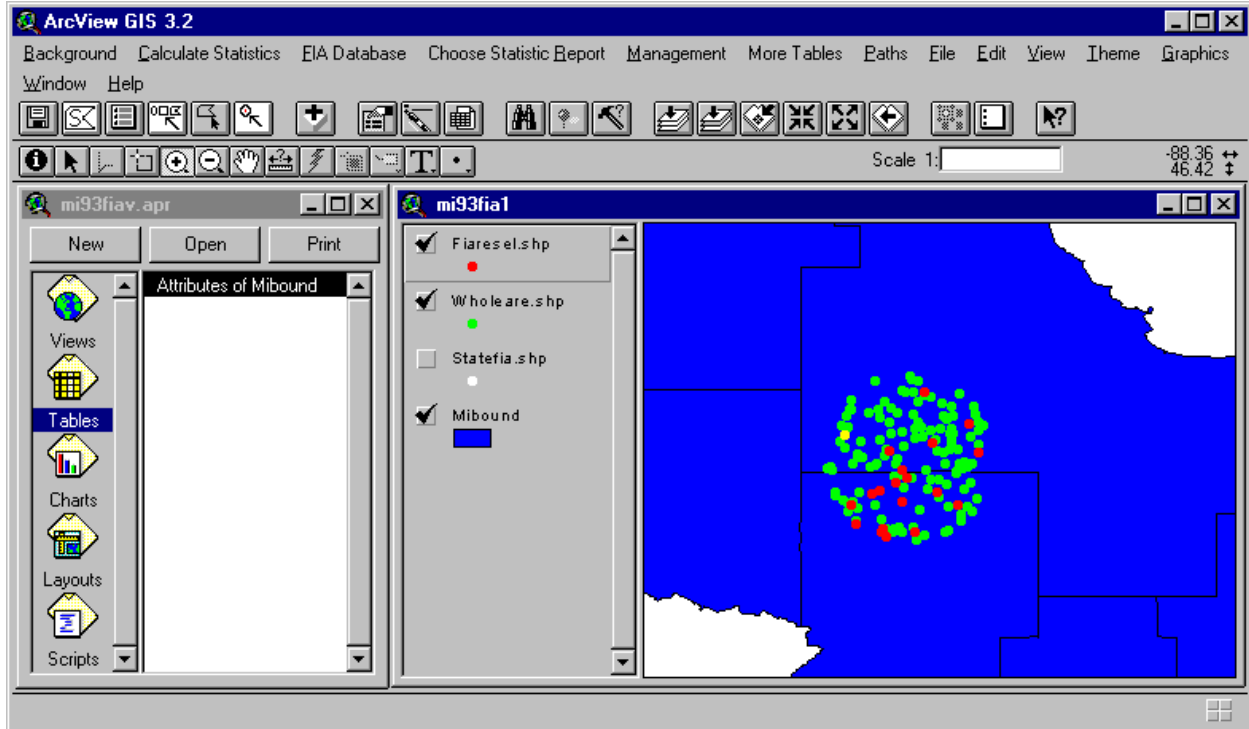 ArcView GIS 3.2
Background Calculate Statistics FIA Database Choose Statistic Report Management More Tables Paths File Edit View Theme Graphics
Window Help
Scale 1:
-88.36
46.42
mi93fiav.apr
New Open Print
Views
Tables
Charts
Layouts
Scripts
Attributes of Mibound
mi93fia1
Fiaresel.shp
Wholeare.shp
Statefia.shp
Mibound